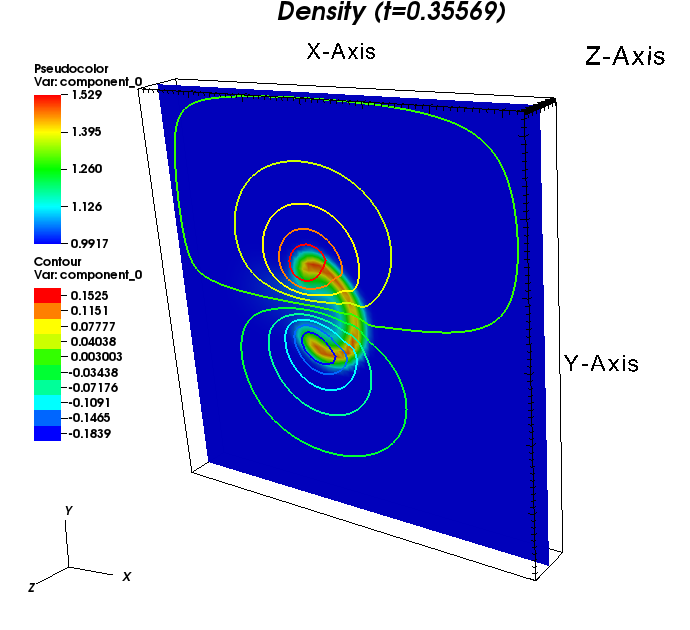 Density (t=0.35569)
X-Axis
Z-Axis
Pseudocolor
Var: component_0
1.529
1.395
1.260
1.126
0.9917
Contour
Var: component_0
0.1525
0.1151
0.07777
0.04038
0.003003
-0.03438
-0.07176
-0.1091
-0.1465
-0.1839
Y-Axis
Y
X
Z